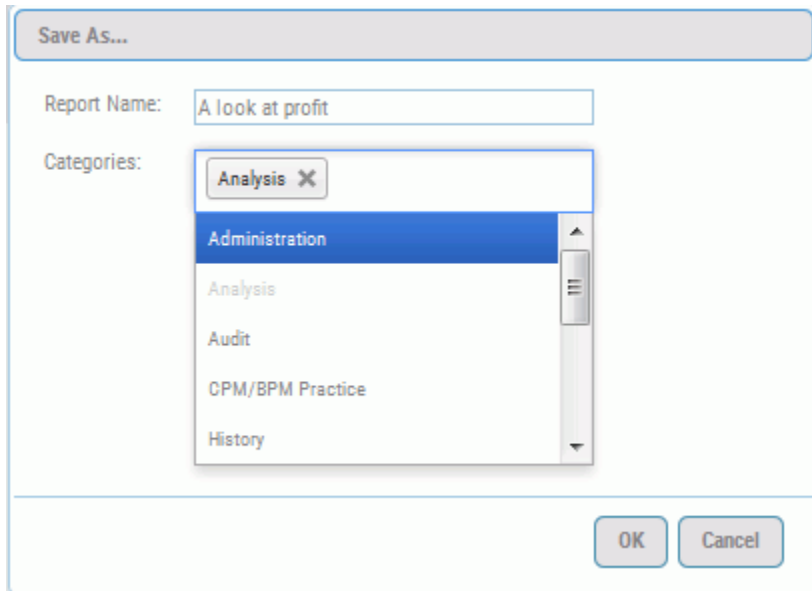 Save As...
Report Name: A look at profit
Categories: Analysis
Administration
Analysis
Audit
CPM/BPM Practice
History
OK Cancel